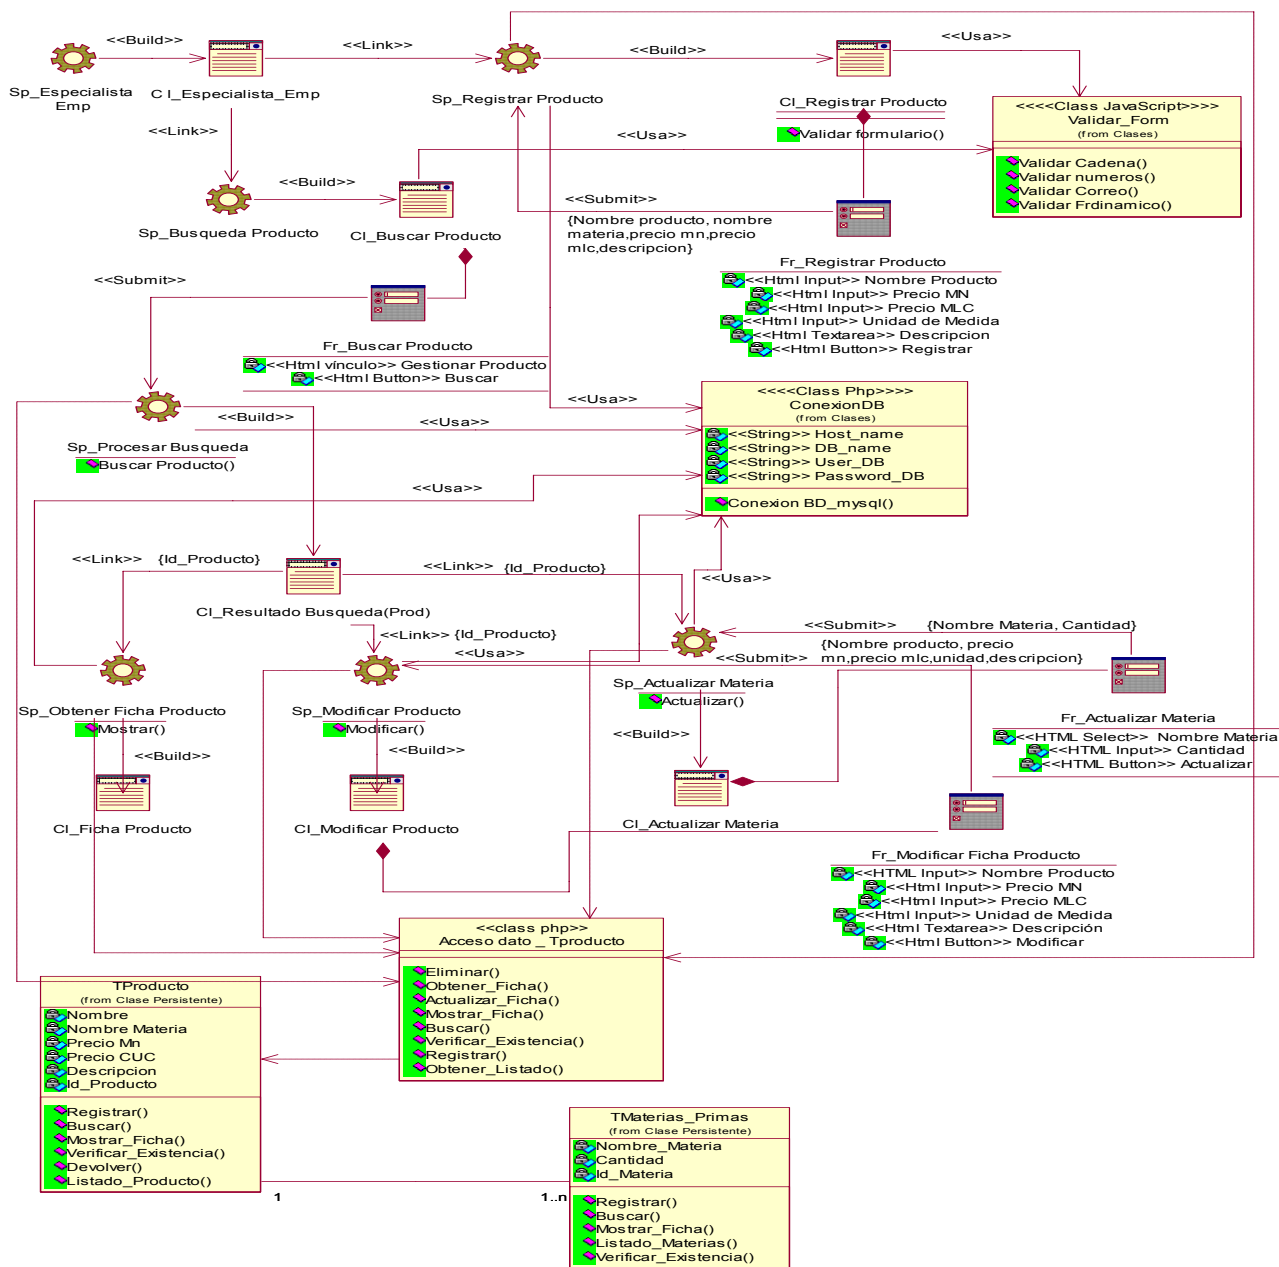 <<Build>>
<<Link>>
<<Build>>
<<Usa>>
Sp_Especialista
Emp
C l_Especialista_Emp
Sp_Registrar Producto
Cl_Registrar Producto
Validar formulario()
<<<<Class JavaScript>>>>
Validar_Form
(from Clases)
Validar Cadena()
Validar numeros()
Validar Correo()
Validar Frdinamico()
<<Link>>
<<Usa>>
<<Build>>
Sp_Busqueda Producto
Cl_Buscar Producto
<<Submit>>
{Nombre producto, nombre
materia,precio mn,precio
mlc,descripcion}
Fr_Registrar Producto
<<Html Input>> Nombre Producto
<<Html Input>> Precio MN
<<Html Input>> Precio MLC
<<Html Input>> Unidad de Medida
<<Html Textarea>> Descripcion
<<Html Button>> Registrar
<<Submit>>
Fr_Buscar Producto
<<Html vínculo>> Gestionar Producto
<<Html Button>> Buscar
<<Build>>
<<Usa>>
<<Usa>>
Sp_Procesar Busqueda
Buscar Producto()
<<<<Class Php>>>>
ConexionDB
(from Clases)
<<String>> Host_name
<<String>> DB_name
<<String>> User_DB
<<String>> Password_DB
Conexion BD_mysql()
<<Usa>>
<<Link>>
{Id_Producto}
<<Link>>
{Id_Producto}
<<Usa>>
Cl_Resultado Busqueda(Prod)
<<Link>>
{Id_Producto}
<<Usa>>
<<Submit>>
{Nombre Materia, Cantidad}
<<Submit>>
{Nombre producto, precio
mn,precio mlc,unidad,descripcion}
Sp_Obtener Ficha Producto
Mostrar()
Sp_Modificar Producto
Modificar()
Sp_Actualizar Materia
Actualizar()
Fr_Actualizar Materia
<<HTML Select>> Nombre Materia
<<HTML Input>> Cantidad
<<HTML Button>> Actualizar
<<Build>>
<<Build>>
<<Build>>
Cl_Ficha Producto
Cl_Modificar Producto
Cl_Actualizar Materia
Fr_Modificar Ficha Producto
<<HTML Input>> Nombre Producto
<<Html Input>> Precio MN
<<Html Input>> Precio MLC
<<Html Input>> Unidad de Medida
<<Html Textarea>> Descripción
<<Html Button>> Modificar
<<class php>>
Acceso dato _ Tproducto
Eliminar()
Obtener_Ficha()
Actualizar_Ficha()
Mostrar_Ficha()
Buscar()
Verificar_Existencia()
Registrar()
Obtener_Listado()
TProducto
(from Clase Persistente)
Nombre
Nombre Materia
Precio Mn
Precio CUC
Descripcion
Id_Producto
Registrar()
Buscar()
Mostrar_Ficha()
Verificar_Existencia()
Devolver()
Listado_Producto()
1
1..n
TMaterias_Primas
(from Clase Persistente)
Nombre_Materia
Cantidad
Id_Materia
Registrar()
Buscar()
Mostrar_Ficha()
Listado_Materias()
Verificar_Existencia()